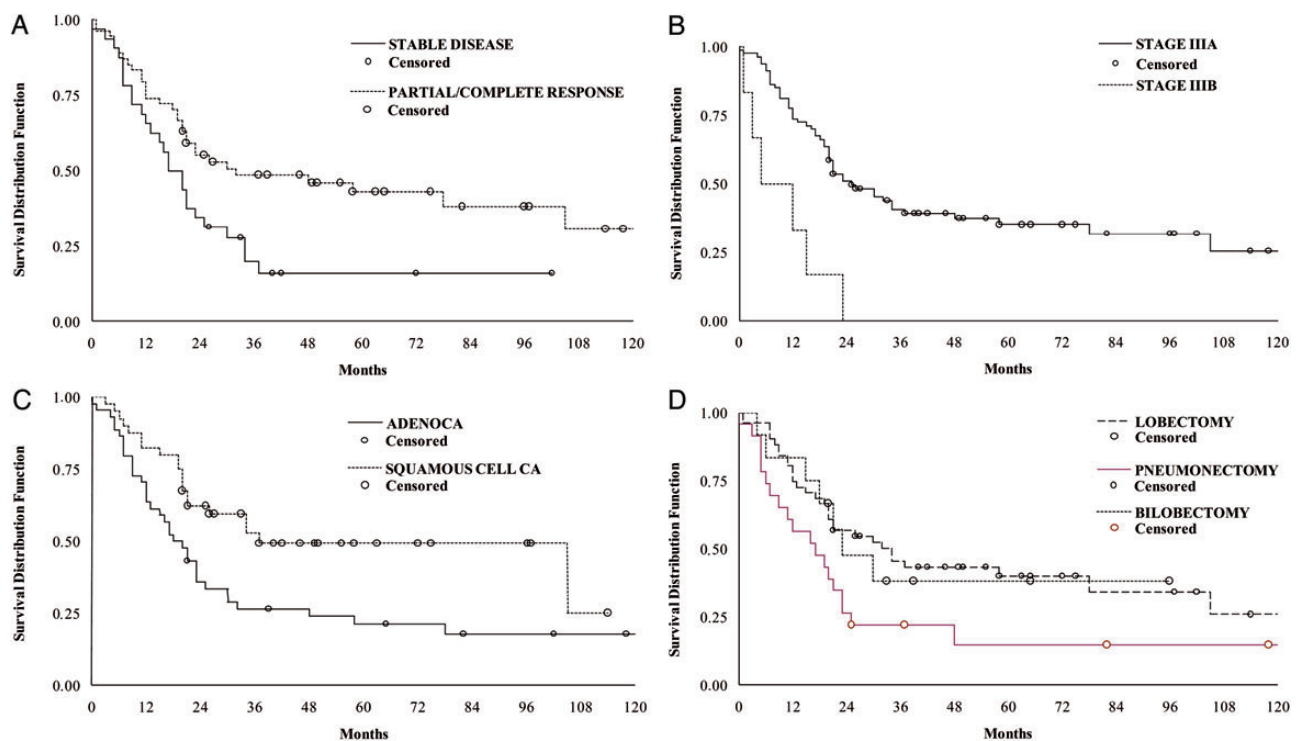 A
1.00
0.75
0.50
0.25
0.00
Survival Distribution Function
STABLE DISEASE
Censored
PARTIAL/COMPLETE RESPONSE
Censored
0 12 24 36 48 60 72 84 96 108 120
Months
B
1.00
0.75
0.50
0.25
0.00
Survival Distribution Function
STAGE IIIA
Censored
STAGE IIIB
0 12 24 36 48 60 72 84 96 108 120
Months
C
1.00
0.75
0.50
0.25
0.00
Survival Distribution Function
ADENOCA
Censored
SQUAMOUS CELL CA
Censored
0 12 24 36 48 60 72 84 96 108 120
Months
D
1.00
0.75
0.50
0.25
0.00
Survival Distribution Function
LOBECTOMY
Censored
PNEUMONECTOMY
Censored
BILOBECTOMY
Censored
0 12 24 36 48 60 72 84 96 108 120
Months